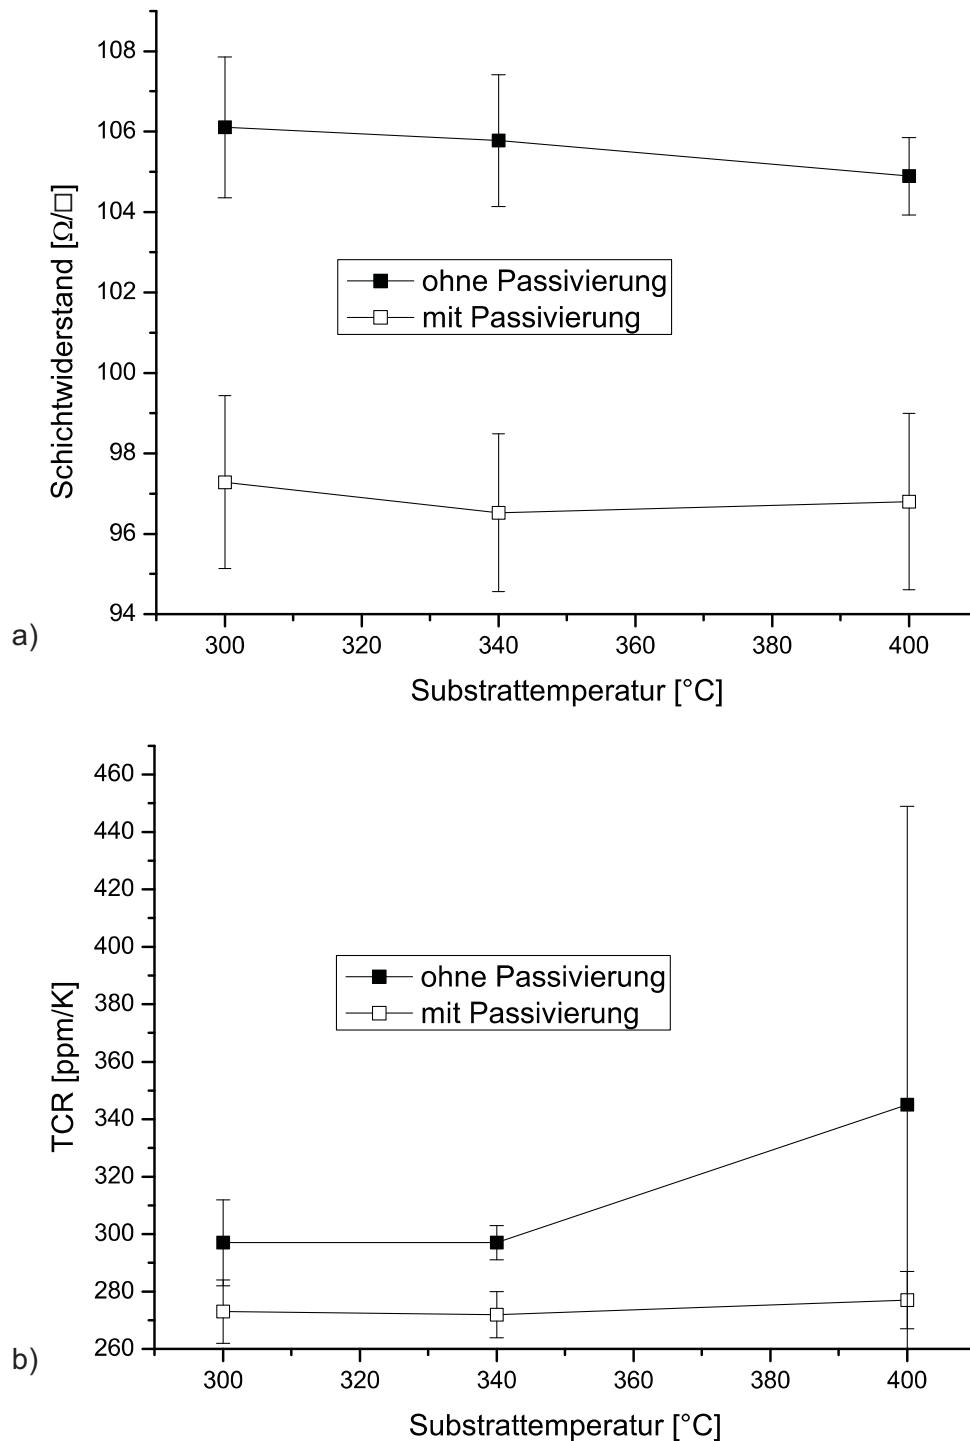 108
106
104
102
100
98
96
94
Schichtwiderstand [Ω/□]
ohne Passivierung
mit Passivierung
a)
300 320 340 360 380 400
Substrattemperatur [°C]
460
440
420
400
380
360
340
320
300
280
260
TCR [ppm/K]
ohne Passivierung
mit Passivierung
b)
300 320 340 360 380 400
Substrattemperatur [°C]